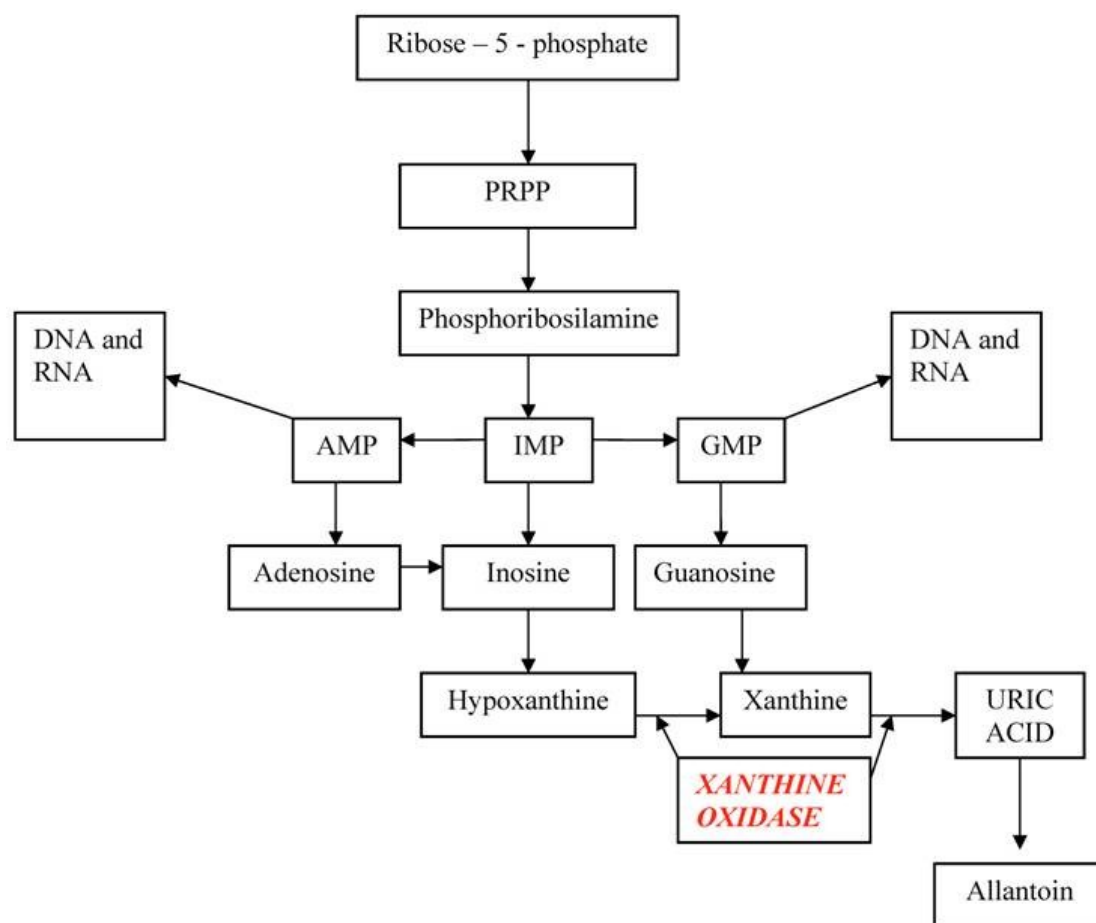 Ribose – 5 - phosphate
PRPP
Phosphoribosilamine
DNA and
RNA
DNA and
RNA
AMP
IMP
GMP
Adenosine
Inosine
Guanosine
Hypoxanthine
Xanthine
URIC
ACID
XANTHINE
OXIDASE
Allantoin